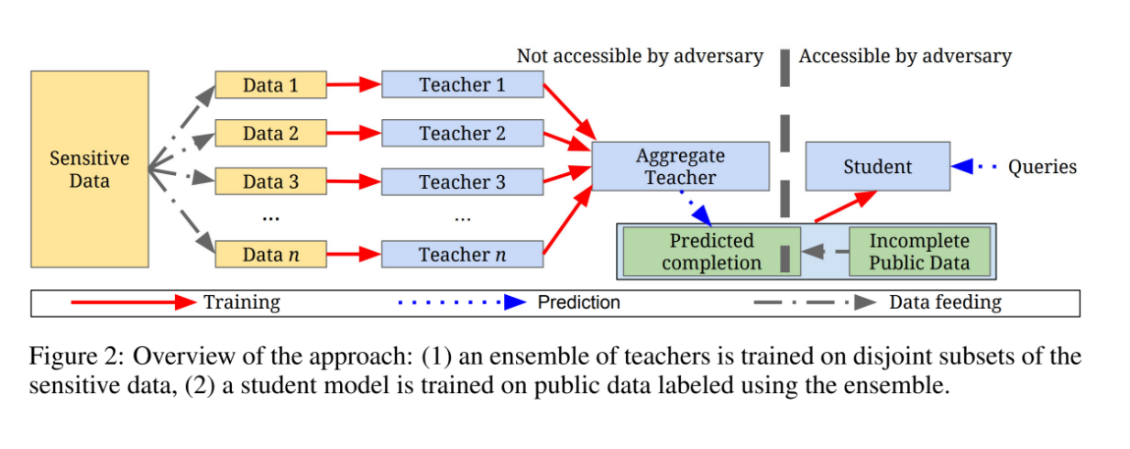 Not accessible by adversary
Accessible by adversary
Sensitive
Data
Data 1
Teacher 1
Data 2
Teacher 2
Data 3
Teacher 3
...
...
Data n
Teacher n
Aggregate
Teacher
Student
Queries
Predicted
completion
Incomplete
Public Data
Training
Prediction
Data feeding
Figure 2: Overview of the approach: (1) an ensemble of teachers is trained on disjoint subsets of the
sensitive data, (2) a student model is trained on public data labeled using the ensemble.